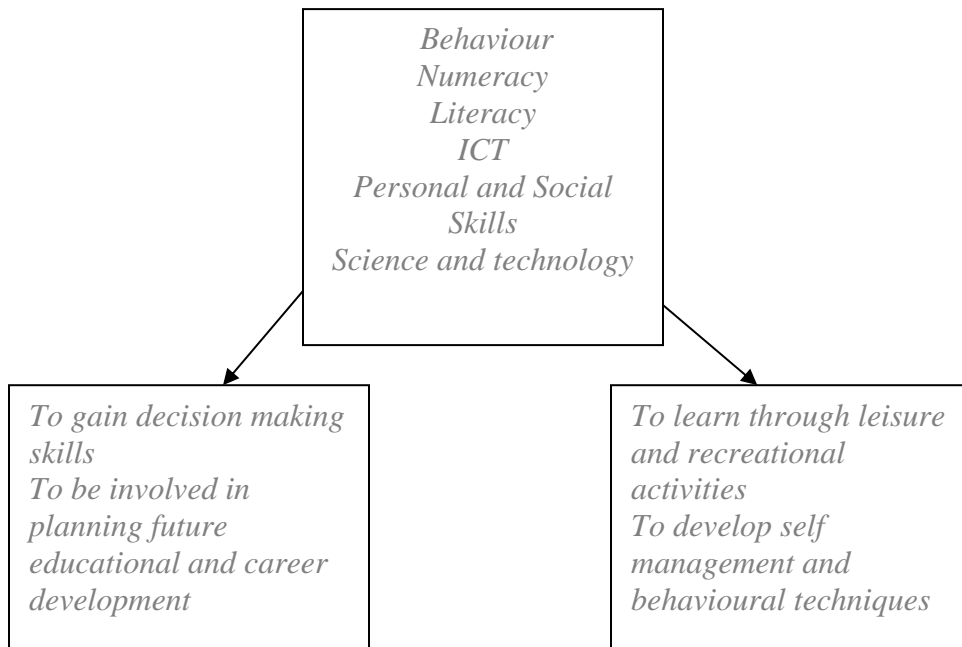 Behaviour
Numeracy
Literacy
ICT
Personal and Social
Skills
Science and technology
To gain decision making
skills
To be involved in
planning future
educational and career
development
To learn through leisure
and recreational
activities
To develop self
management and
behavioural techniques